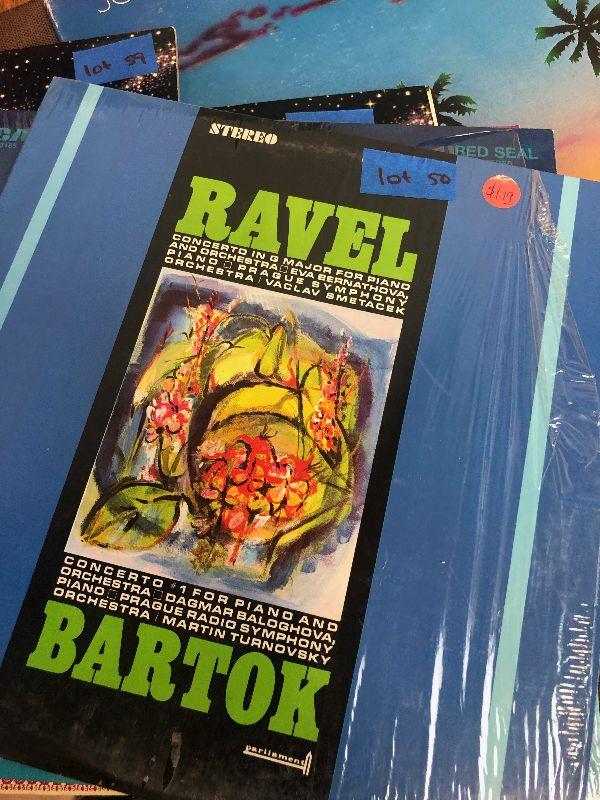 lot 59
RED SEAL
STEREO
lot 50
$1.19
RAVEL
CONCERTO IN G MAJOR FOR PIANO
AND ORCHESTRA EVA BERNATHOVA,
PIANO PRAGUE SYMPHONY
ORCHESTRA / VACLAV SMETACEK
CONCERTO #1 FOR PIANO AND
ORCHESTRA DAGMAR BALOGHOVA,
PIANO PRAGUE RADIO SYMPHONY
ORCHESTRA / MARTIN TURNOVSKY
BARTOK
parliament